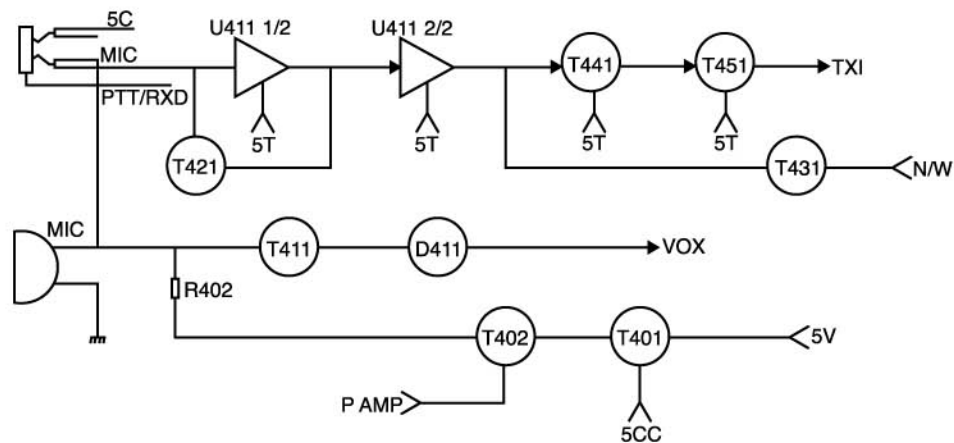 5C
U411 1/2
U411 2/2
MIC
T441
T451
TXI
PTT/RXD
5T
5T
5T
5T
T421
T431
N/W
MIC
T411
D411
VOX
R402
T402
T401
5V
P AMP
5CC